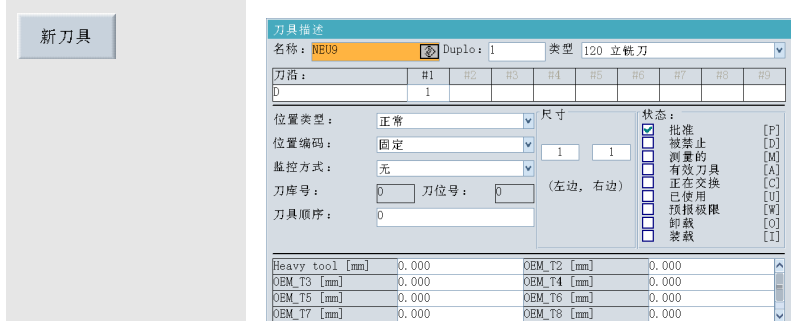 新刀具
刀具描述
名称: NEU9 Duplo: 1 类型 120 立铣刀
刀沿: #1 #2 #3 #4 #5 #6 #7 #8 #9
D 1
位置类型: 正常
位置编码: 固定
监控方式: 无
刀库号: 0 刀位号: 0
刀具顺序: 0
尺寸
1 1
(左边, 右边)
状态:
批准 [P]
被禁止 [D]
测量的 [M]
有效刀具 [A]
正在交换 [C]
已使用 [U]
预报极限 [W]
卸载 [O]
装载 [I]
Heavy tool [mm] 0.000 OEM_T2 [mm] 0.000
OEM_T3 [mm] 0.000 OEM_T4 [mm] 0.000
OEM_T5 [mm] 0.000 OEM_T6 [mm] 0.000
OEM_T7 [mm] 0.000 OEM_T8 [mm] 0.000